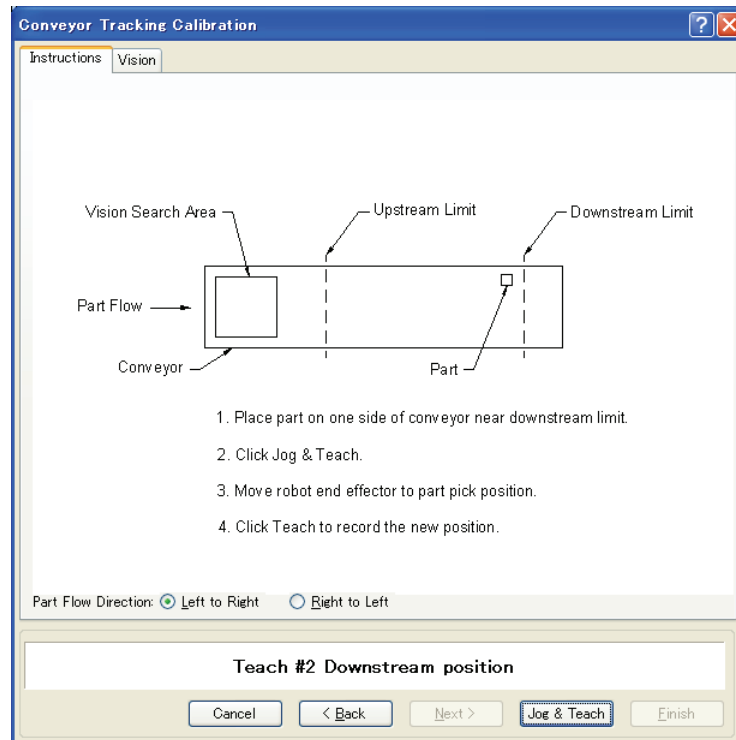 Conveyor Tracking Calibration
Instructions
Vision
Vision Search Area
Upstream Limit
Downstream Limit
Part Flow
Conveyor
Part
1. Place part on one side of conveyor near downstream limit.
2. Click Jog & Teach.
3. Move robot end effector to part pick position.
4. Click Teach to record the new position.
Part Flow Direction: Left to Right Right to Left
Teach #2 Downstream position
Cancel < Back Next > Jog & Teach Finish